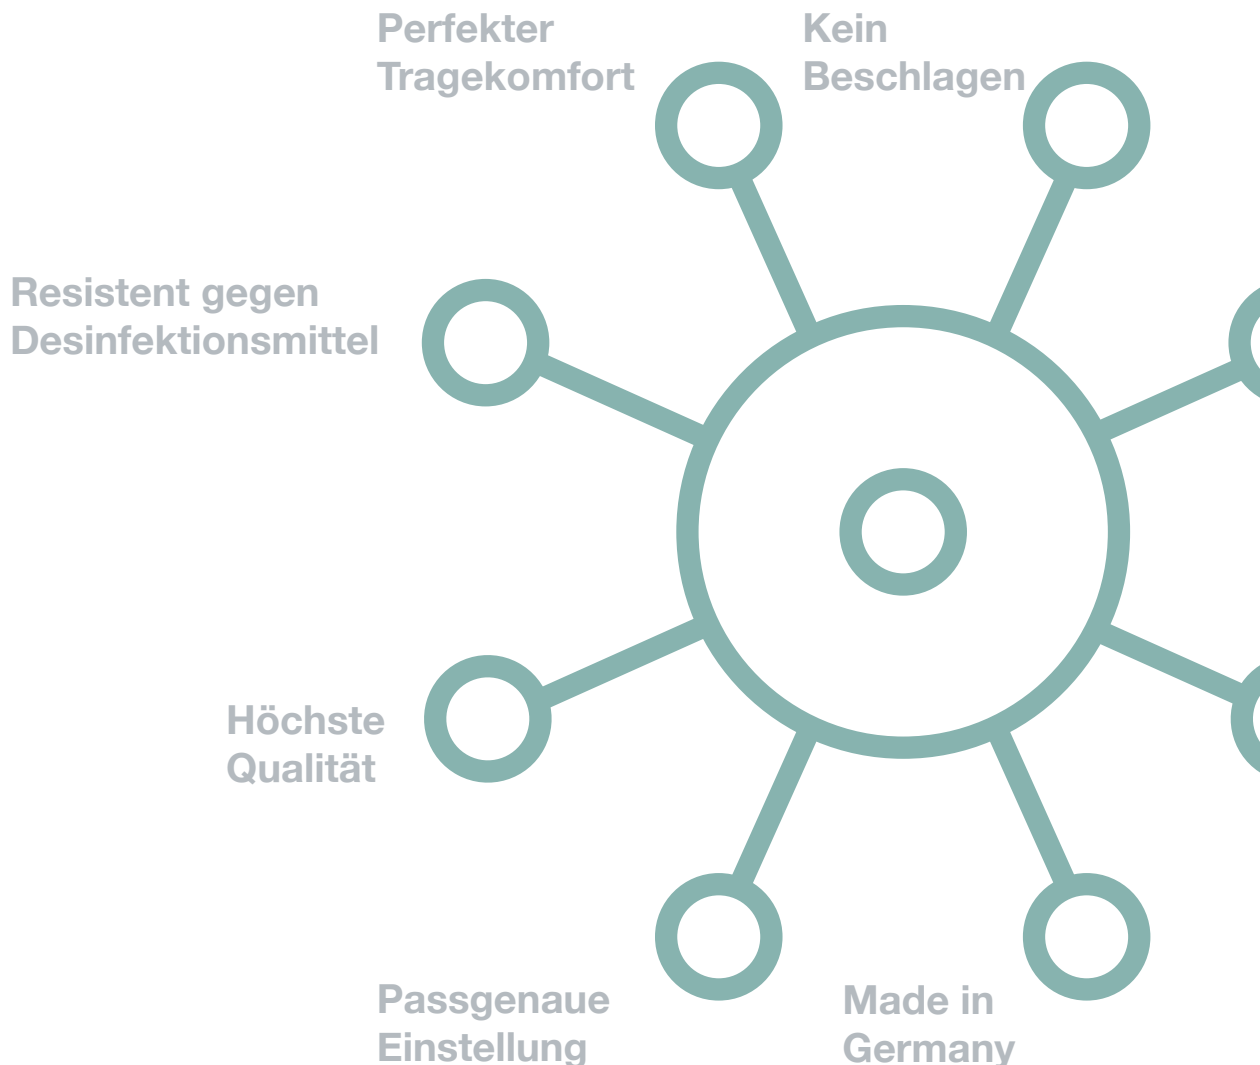 Perfekter
Tragekomfort
Kein
Beschlagen
Resistent gegen
Desinfektionsmittel
Höchste
Qualität
Passgenaue
Einstellung
Made in
Germany